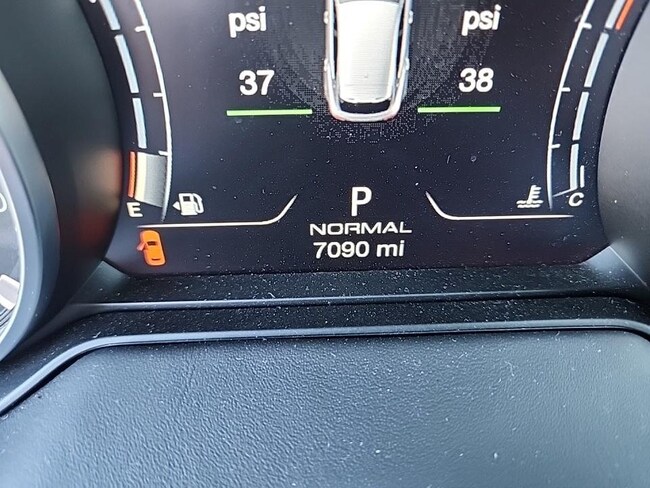 psi psi
37 38
P
E C
NORMAL
7090 mi